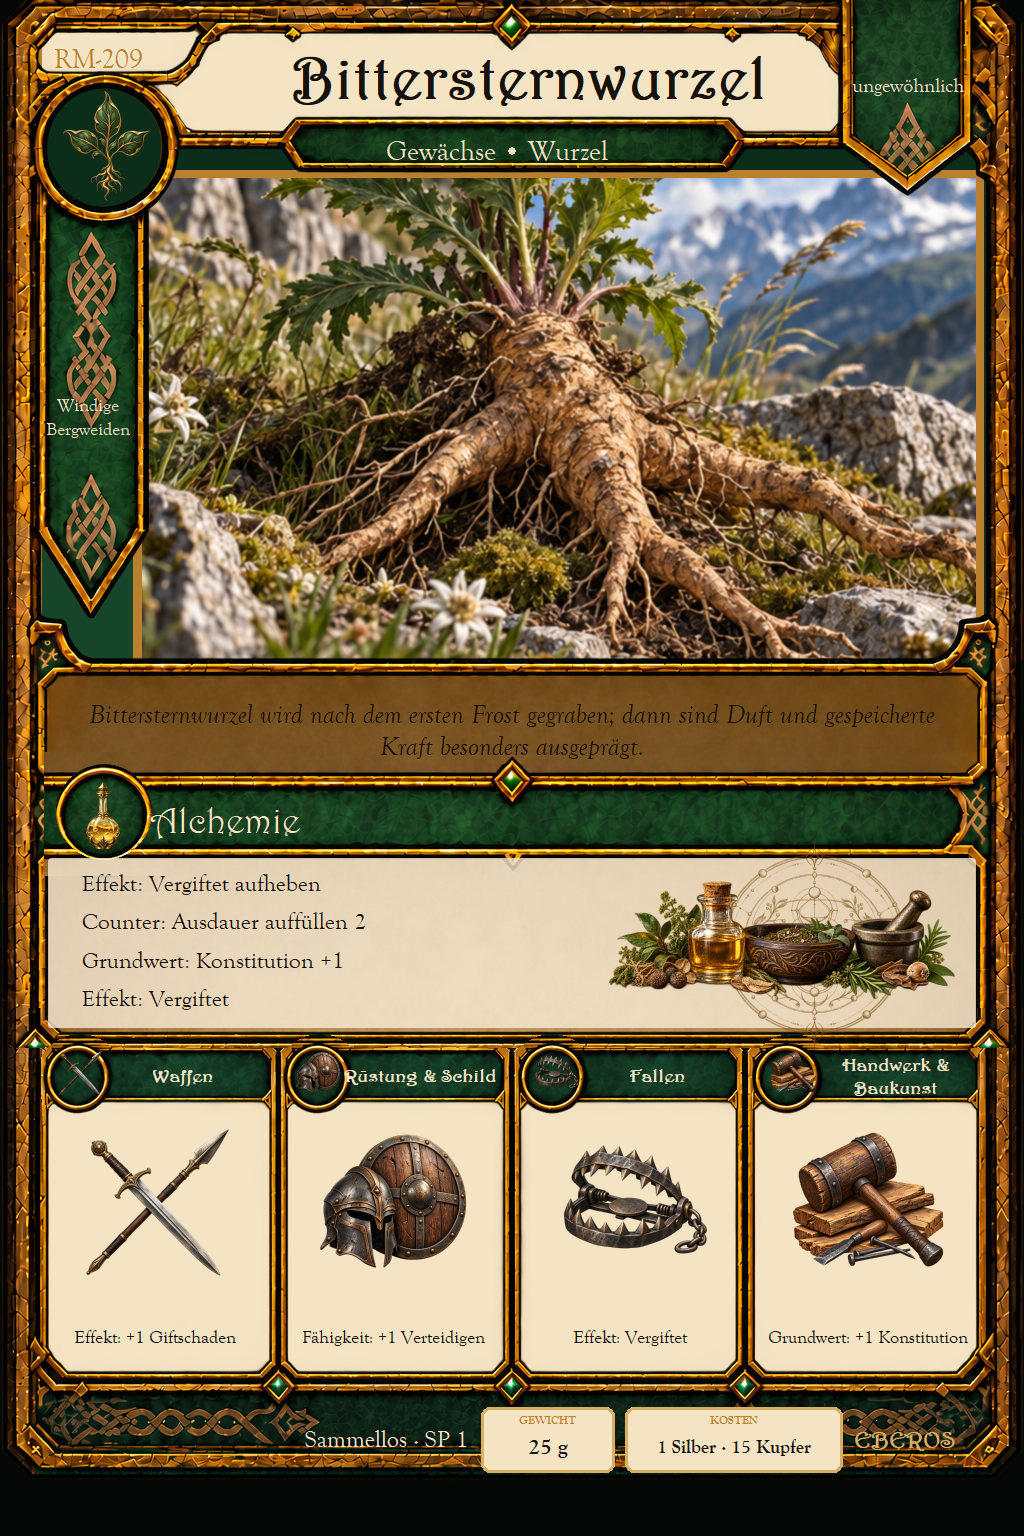 RM-209
Bittersternwurzel
ungewöhnlich
Gewächse • Wurzel
Windige
Bergweiden
Bittersternwurzel wird nach dem ersten Frost gegraben; dann sind Duft und gespeicherte
Kraft besonders ausgeprägt.
Alchemie
Effekt: Vergiftet aufheben
Counter: Ausdauer auffüllen 2
Grundwert: Konstitution +1
Effekt: Vergiftet
Waffen
Rüstung & Schild
Fallen
Handwerk &
Baukunst
Effekt: +1 Giftschaden
Fähigkeit: +1 Verteidigen
Effekt: Vergiftet
Grundwert: +1 Konstitution
Sammellos · SP 1
GEWICHT
25 g
KOSTEN
1 Silber · 15 Kupfer
EBEROS